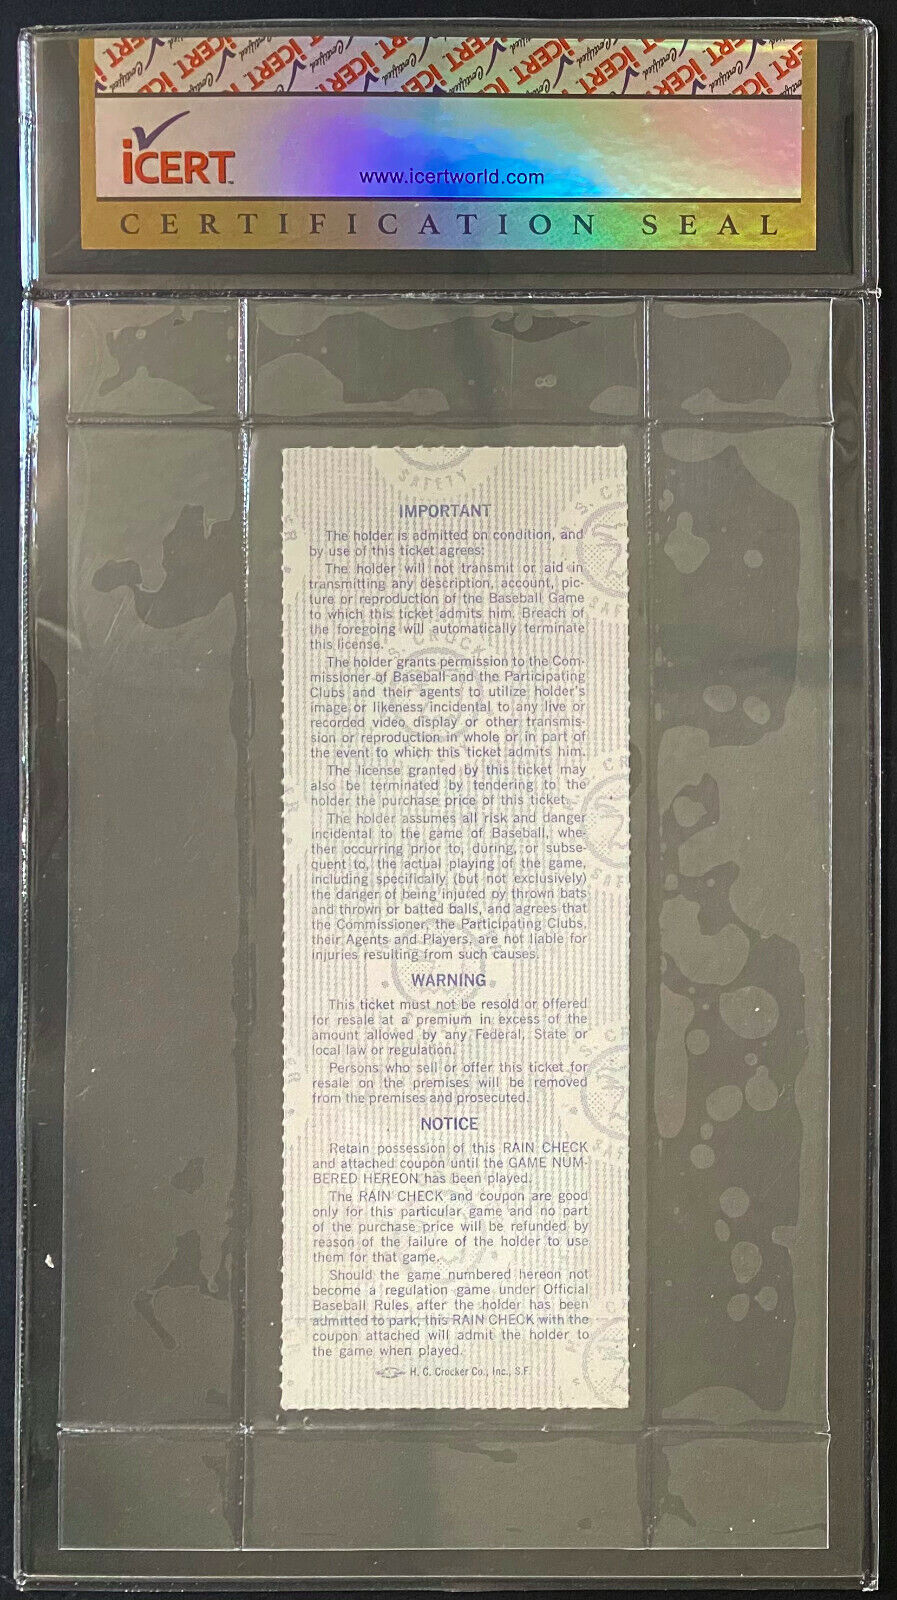 iCERT
www.icertworld.com
CERTIFICATION SEAL
SAFETY
IMPORTANT
The holder is admitted on condition, and
by use of this ticket agrees:
The holder will not transmit or aid in
transmitting any description, account, pic-
ture or reproduction of the Baseball Game
to which this ticket admits him. Breach of
the foregoing will automatically terminate
this license.
The holder grants permission to the Com-
missioner of Baseball and the Participating
Clubs and their agents to utilize holder's
image or likeness incidental to any live or
recorded video display or other transmis-
sion or reproduction in whole or in part of
the event to which this ticket admits him.
The license granted by this ticket may
also be terminated by tendering to the
holder the purchase price of this ticket.
The holder assumes all risk and danger
incidental to the game of Baseball, whe-
ther occurring prior to, during, or subse-
quent to, the actual playing of the game,
including specifically (but not exclusively)
the danger of being injured by thrown bats
and thrown or batted balls, and agrees that
the Commissioner, the Participating Clubs,
their Agents and Players, are not liable for
injuries resulting from such causes.
WARNING
This ticket must not be resold or offered
for resale at a premium in excess of the
amount allowed by any Federal, State or
local law or regulation.
Persons who sell or offer this ticket for
resale on the premises will be removed
from the premises and prosecuted.
NOTICE
Retain possession of this RAIN CHECK
and attached coupon until the GAME NUM-
BERED HEREON has been played.
The RAIN CHECK and coupon are good
only for this particular game and no part
of the purchase price will be refunded by
reason of the failure of the holder to use
them for that game.
Should the game numbered hereon not
become a regulation game under Official
Baseball Rules after the holder has been
admitted to park, this RAIN CHECK with the
coupon attached will admit the holder to
the game when played.
H. C. Crocker Co., Inc., S.F.